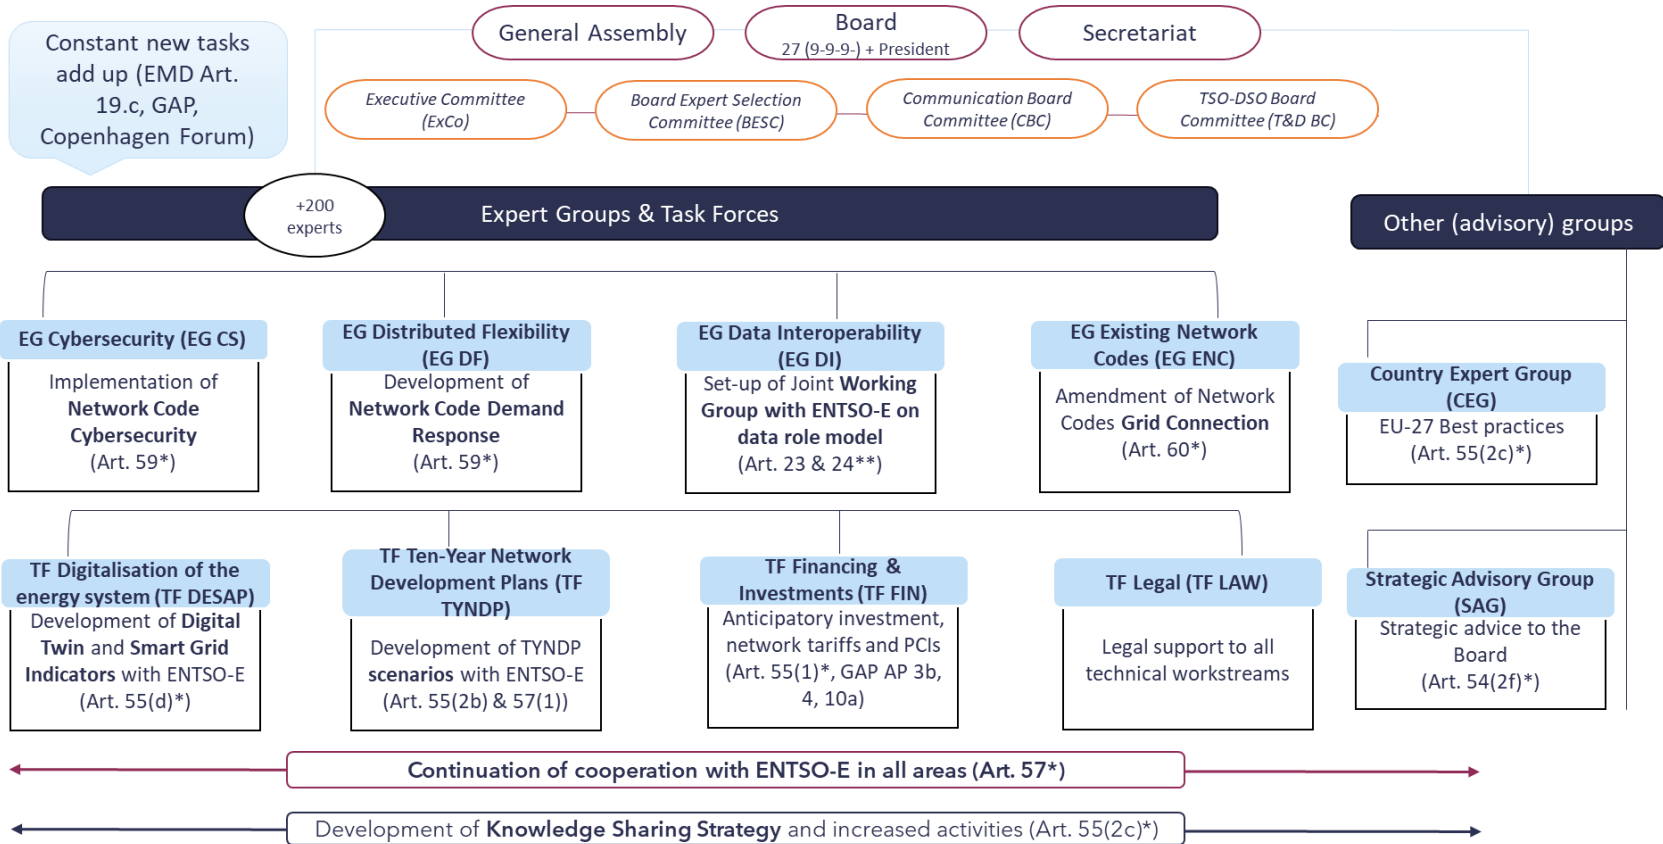 Constant new tasks
add up (EMD Art.
19.c, GAP,
Copenhagen Forum)
General Assembly
Board
27 (9-9-9-) + President
Secretariat
Executive Committee
(ExCo)
Board Expert Selection
Committee (BESC)
Communication Board
Committee (CBC)
TSO-DSO Board
Committee (T&D BC)
+200
experts
Expert Groups & Task Forces
Other (advisory) groups
EG Cybersecurity (EG CS)
Implementation of
Network Code
Cybersecurity
(Art. 59*)
EG Distributed Flexibility
(EG DF)
Development of
Network Code Demand
Response
(Art. 59*)
EG Data Interoperability
(EG DI)
Set-up of Joint Working
Group with ENTSO-E on
data role model
(Art. 23 & 24**)
EG Existing Network
Codes (EG ENC)
Amendment of Network
Codes Grid Connection
(Art. 60*)
Country Expert Group
(CEG)
EU-27 Best practices
(Art. 55(2c)*)
TF Digitalisation of the
energy system (TF DESAP)
Development of Digital
Twin and Smart Grid
Indicators with ENTSO-E
(Art. 55(d)*)
TF Ten-Year Network
Development Plans (TF
TYNDP)
Development of TYNDP
scenarios with ENTSO-E
(Art. 55(2b) & 57(1))
TF Financing &
Investments (TF FIN)
Anticipatory investment,
network tariffs and PCIs
(Art. 55(1)*, GAP AP 3b,
4, 10a)
TF Legal (TF LAW)
Legal support to all
technical workstreams
Strategic Advisory Group
(SAG)
Strategic advice to the
Board
(Art. 54(2f)*)
Continuation of cooperation with ENTSO-E in all areas (Art. 57*)
Development of Knowledge Sharing Strategy and increased activities (Art. 55(2c)*)